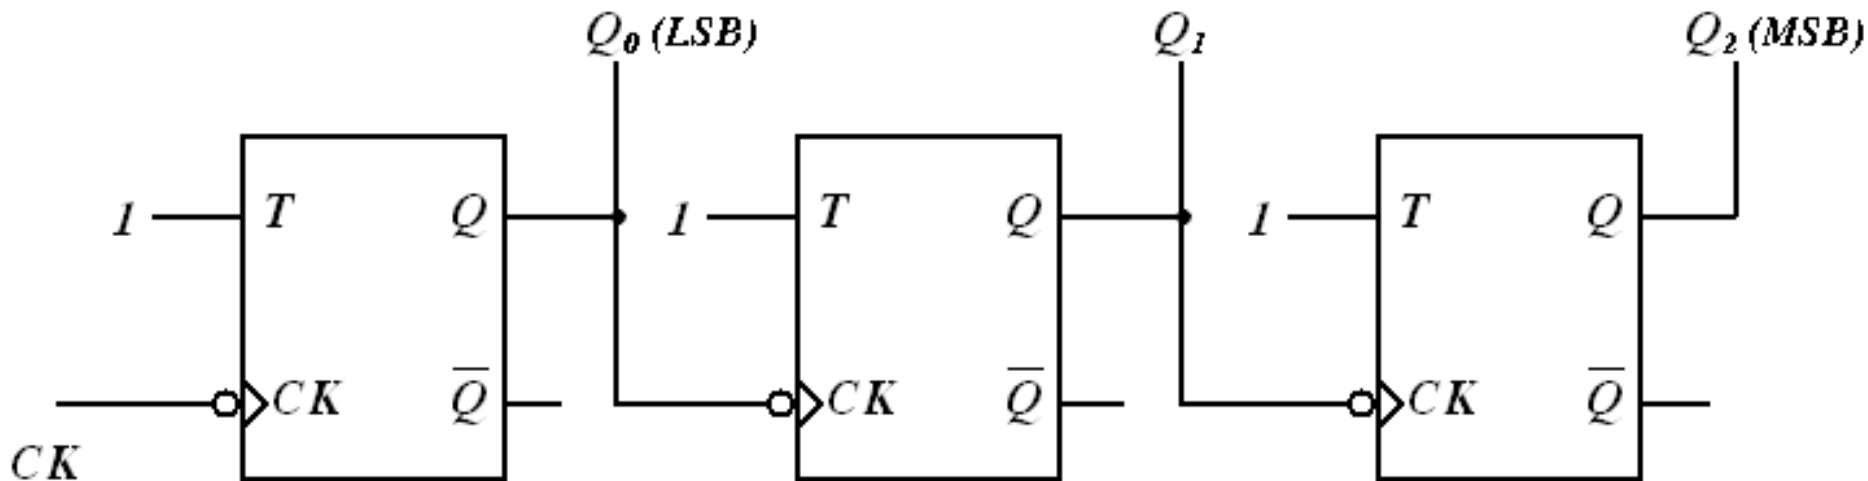 Q0 (LSB) Q1 Q2 (MSB)
1 T Q 1 T Q 1 T Q
CK Q̅ CK Q̅ CK Q̅
CK